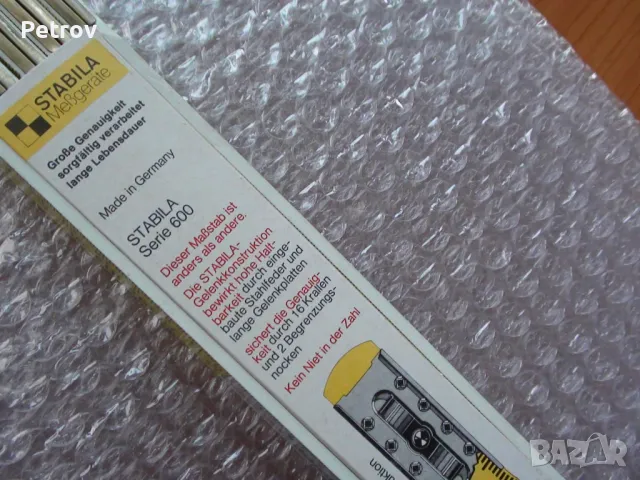 Petrov
STABILA
Meßgeräte
Große Genauigkeit
sorgfältig verarbeitet
lange Lebensdauer
Made in Germany
STABILA
Serie 600
Dieser Maßstab ist
anders als andere.
Die STABILA-
Gelenkkonstruktion
bewirkt hohe Halt-
barkeit durch einge-
baute Stahlfeder und
lange Gelenkplatten
sichert die Genauig-
keit durch 16 Krallen
und 2 Begrenzungs-
nocken
Kein Niet in der Zahl
BAZAR
bg